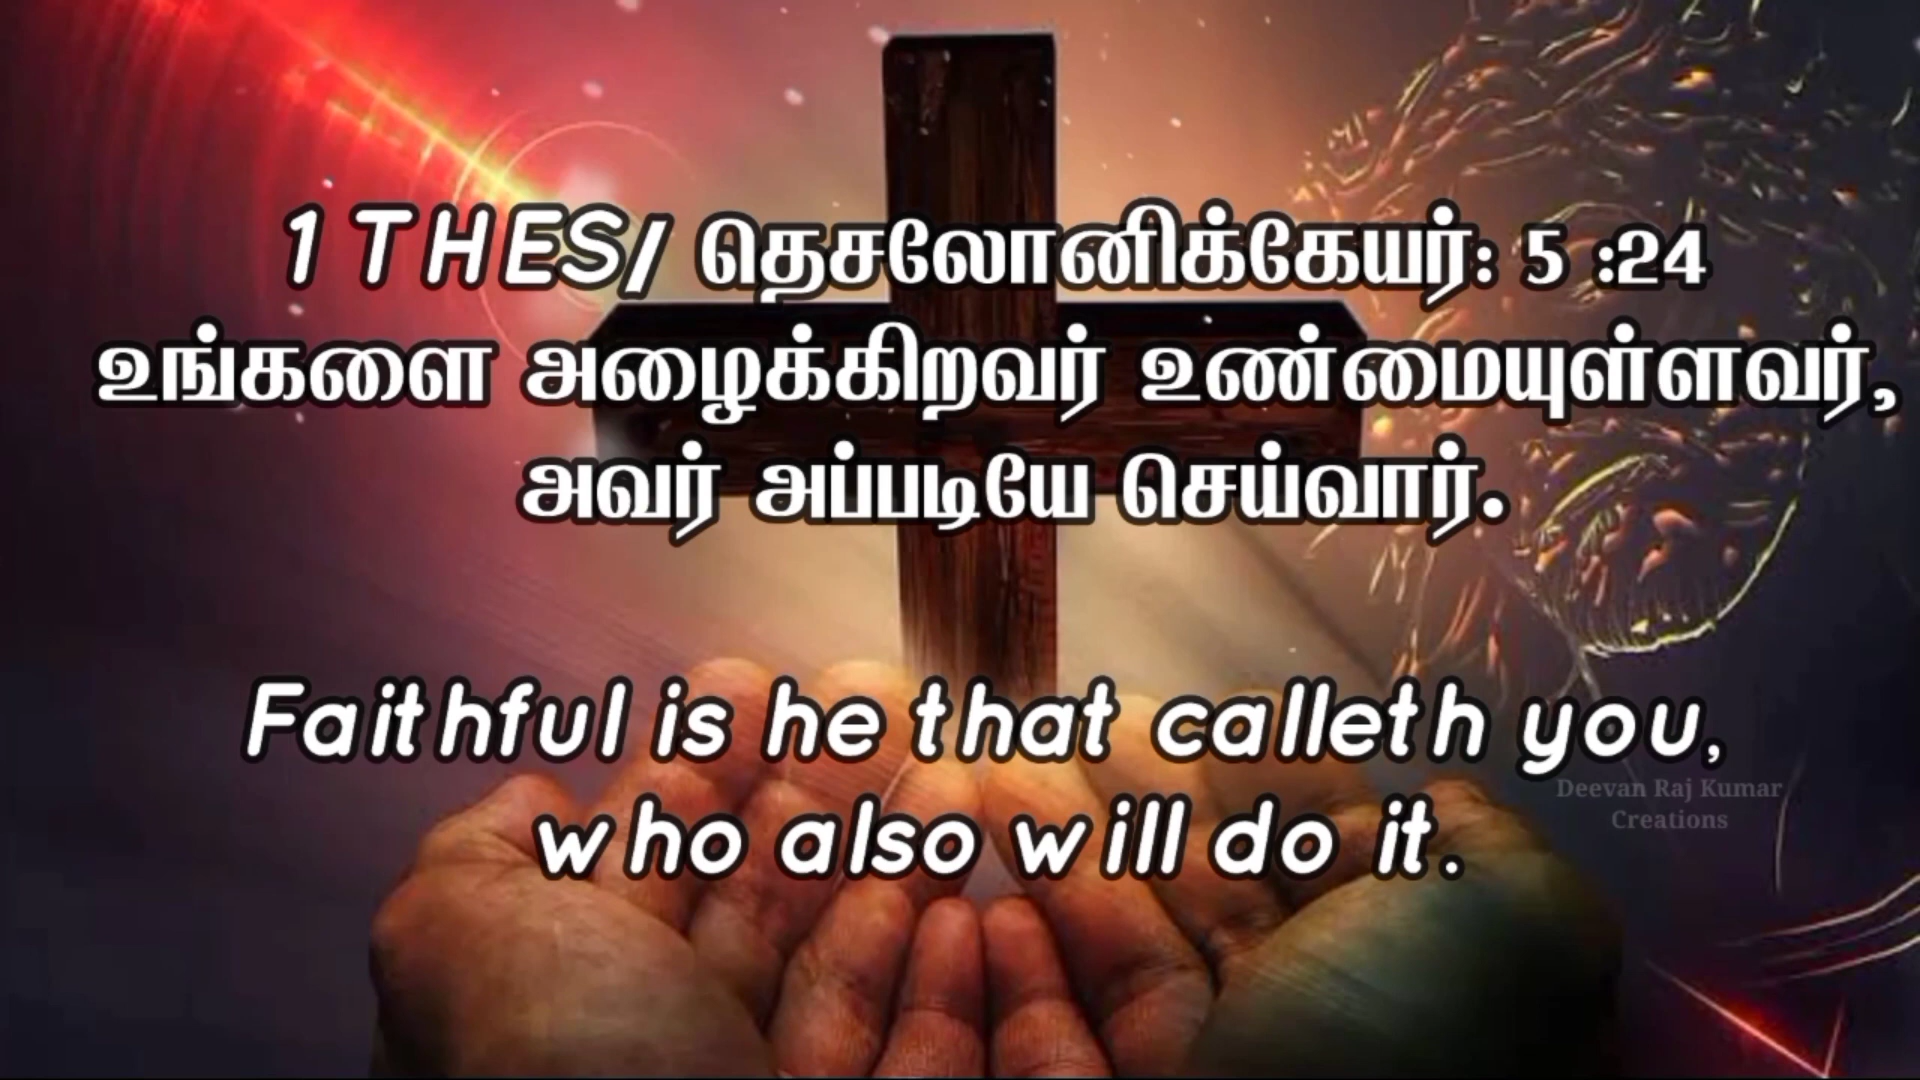 1 THES/ தெசலோனிக்கேயர்: 5 :24
உங்களை அழைக்கிறவர் உண்மையுள்ளவர்,
அவர் அப்படியே செய்வார்.
Faithful is he that calleth you,
who also will do it.
Deevan Raj Kumar
Creations